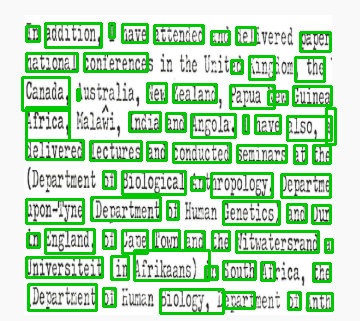 In addition, I have attended and delivered paper
national conferences in the United Kingdom, the
Canada, Australia, New Zealand, Papua New Guinea
Africa, Malaŵi, India and Angola. I have also,
delivered lectures and conducted seminars at the
(Department of Biological Anthropology, Departme
upon-Tyne Department of Human Genetics, and Dur
in England, of Cape Town and the Witwatersrand a
Universiteit in Afrikaans) in South Africa, the
Department of Human Biology, Department of Anth